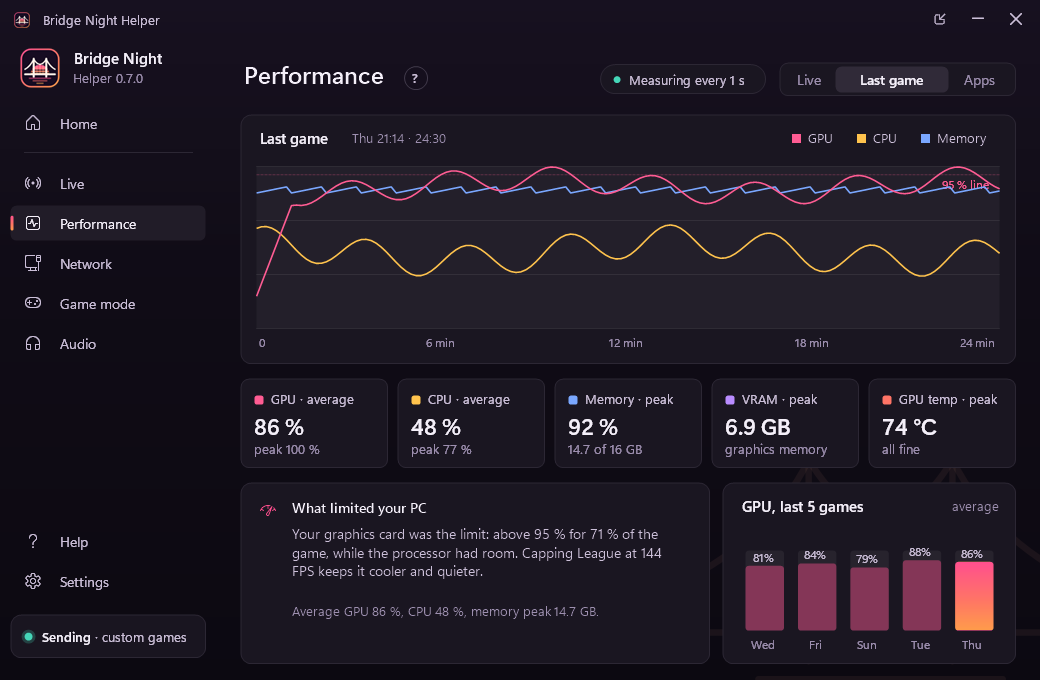 Bridge Night Helper
Bridge Night
Helper 0.7.0
Home
Live
Performance
Network
Game mode
Audio
? Help
Settings
Sending · custom games
Performance ?
Measuring every 1 s
Live Last game Apps
Last game Thu 21:14 · 24:30
GPU CPU Memory
95 % line
0 6 min 12 min 18 min 24 min
GPU · average
86 %
peak 100 %
CPU · average
48 %
peak 77 %
Memory · peak
92 %
14.7 of 16 GB
VRAM · peak
6.9 GB
graphics memory
GPU temp · peak
74 °C
all fine
What limited your PC
Your graphics card was the limit: above 95 % for 71 % of the
game, while the processor had room. Capping League at 144
FPS keeps it cooler and quieter.
Average GPU 86 %, CPU 48 %, memory peak 14.7 GB.
GPU, last 5 games average
81% 84% 79% 88% 86%
Wed Fri Sun Tue Thu